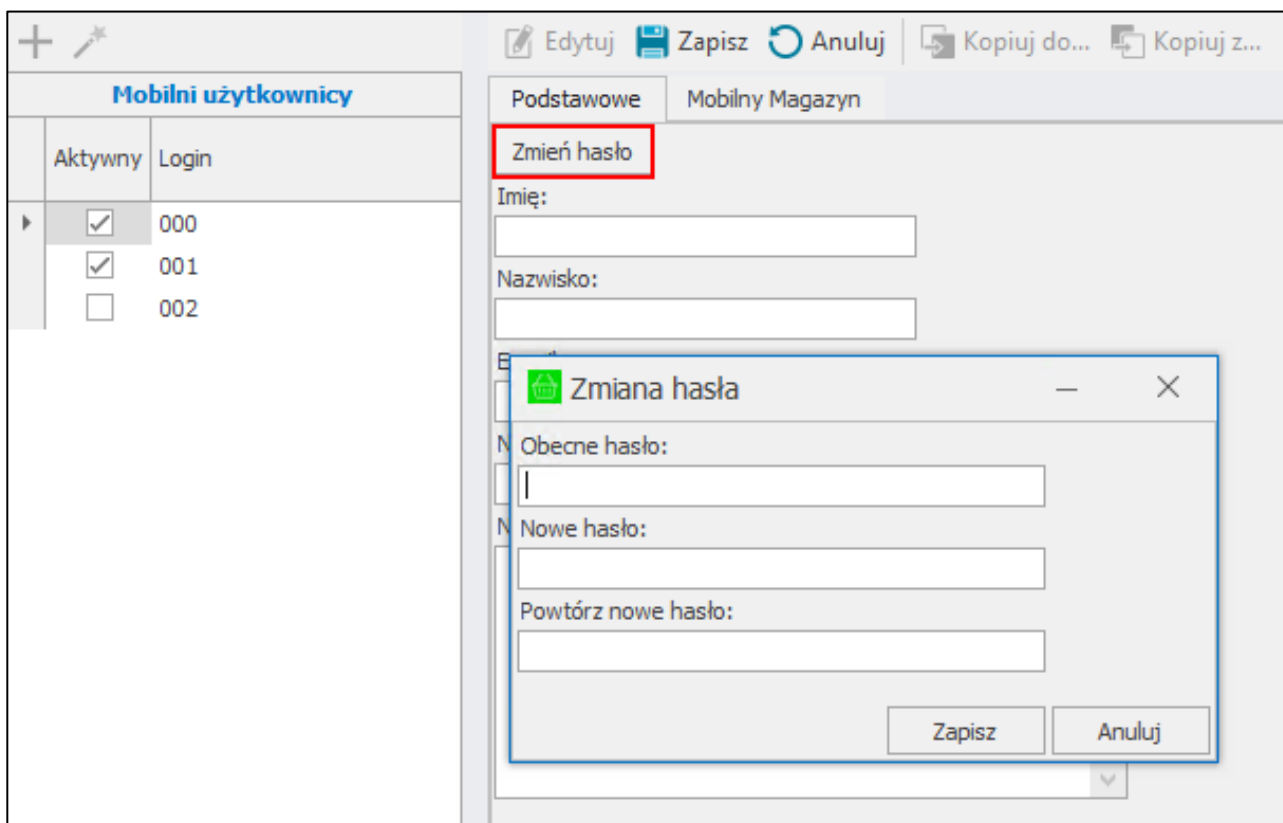 Edytuj Zapisz Anuluj Kopiuj do... Kopiuj z...
Mobilni użytkownicy
Podstawowe Mobilny Magazyn
Aktywny Login
Zmień hasło
Imię:
000
001
Nazwisko:
002
Zmiana hasła
Obecne hasło:
Nowe hasło:
Powtórz nowe hasło:
Zapisz Anuluj